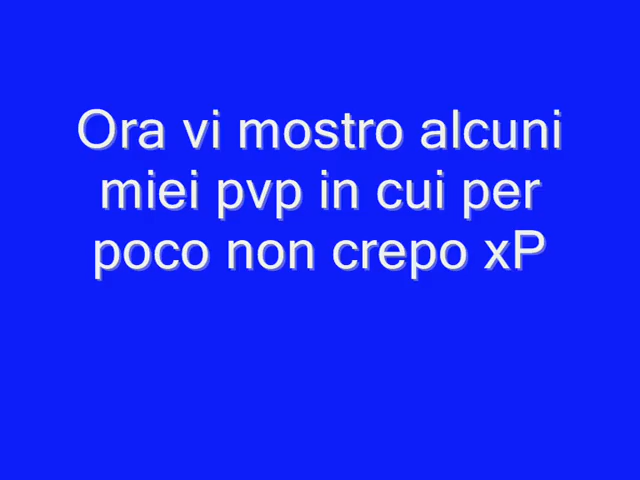 Ora vi mostro alcuni
miei pvp in cui per
poco non crepo xP